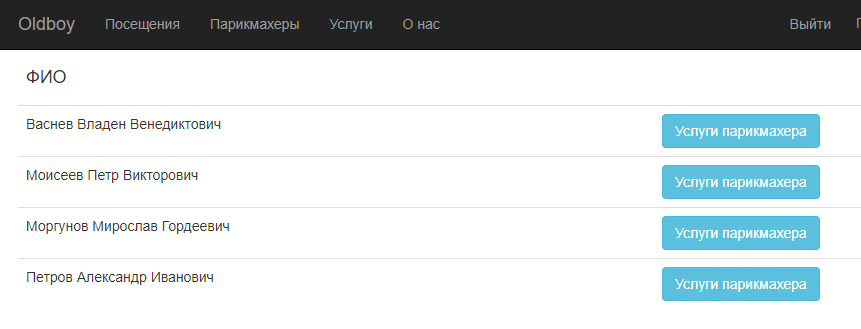 Oldboy Посещения Парикмахеры Услуги О нас Выйти
ФИО
Васнев Владен Венедиктович Услуги парикмахера
Моисеев Петр Викторович Услуги парикмахера
Моргунов Мирослав Гордеевич Услуги парикмахера
Петров Александр Иванович Услуги парикмахера